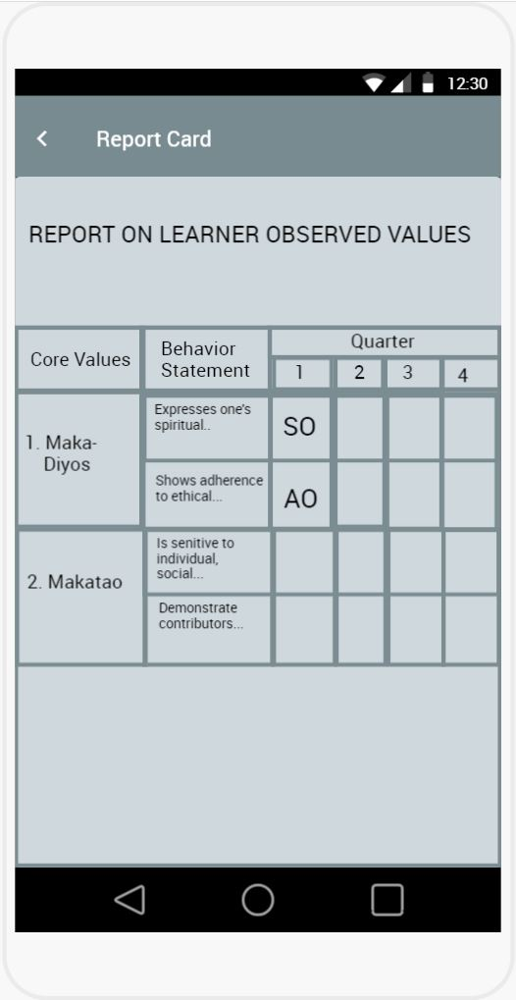 12:30
Report Card
REPORT ON LEARNER OBSERVED VALUES
Core Values
Behavior
Statement
Quarter
1 2 3 4
1. Maka-
Diyos
Expresses one's
spiritual..
SO
Shows adherence
to ethical...
AO
2. Makatao
Is senitive to
individual,
social...
Demonstrate
contributors...